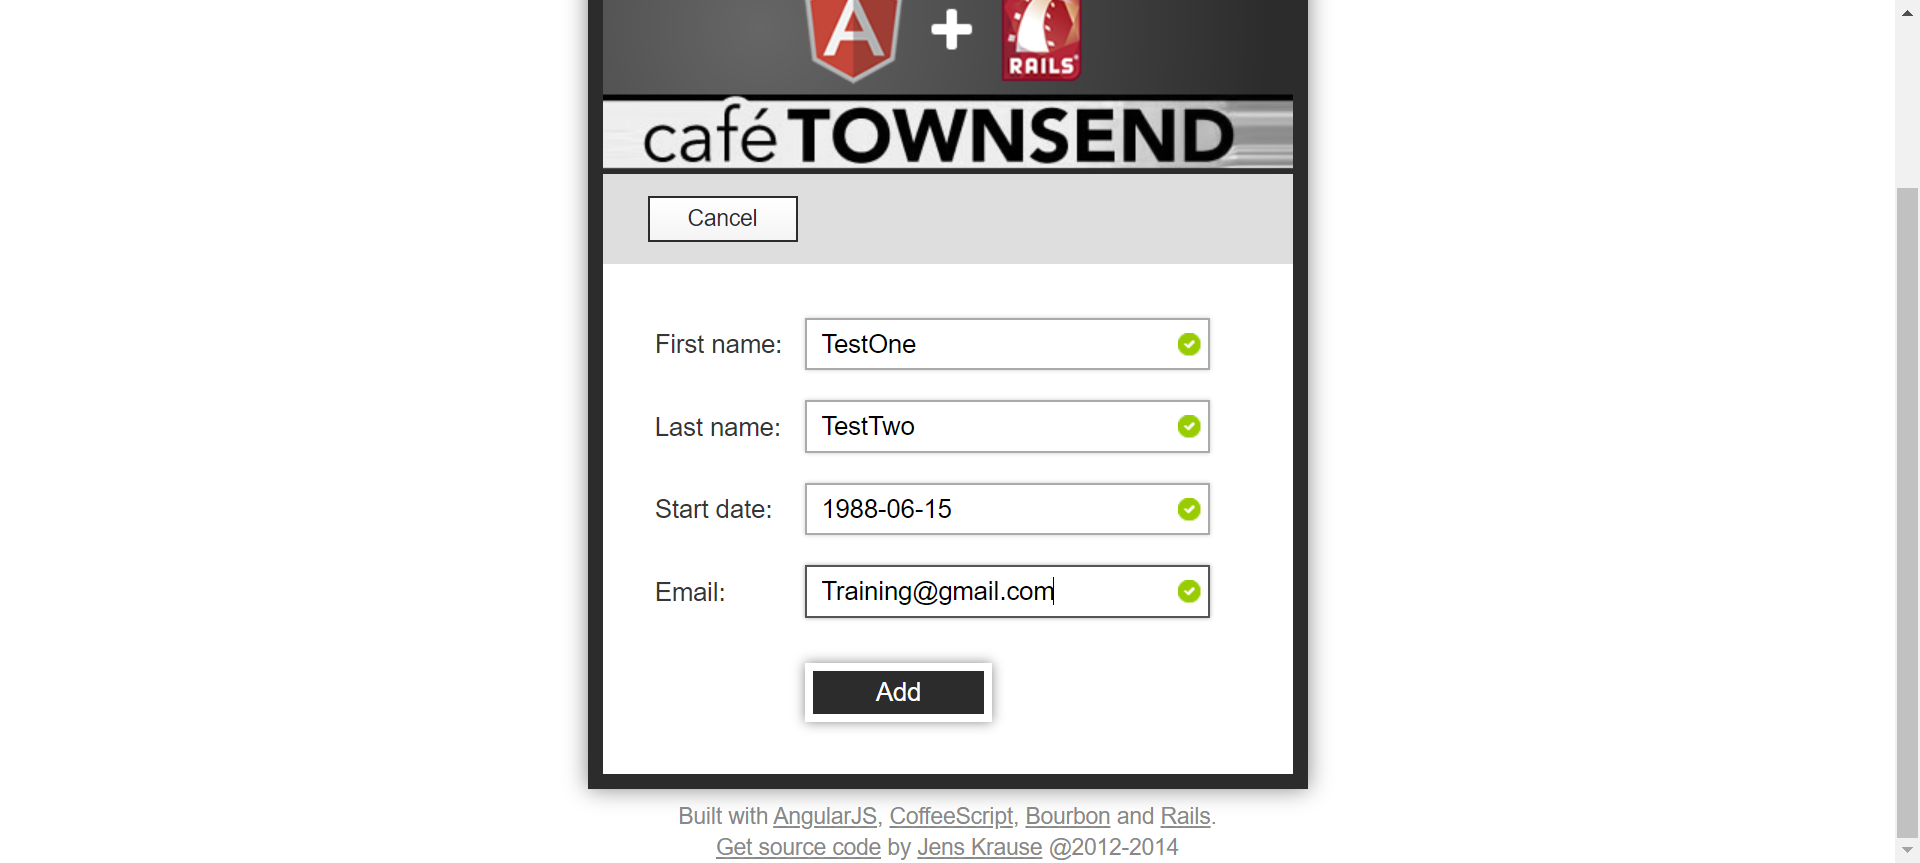 A
RAILS
café TOWNSEND
Cancel
First name: TestOne
Last name: TestTwo
Start date: 1988-06-15
Email: Training@gmail.com
Add
Built with AngularJS, CoffeeScript, Bourbon and Rails.
Get source code by Jens Krause @2012-2014